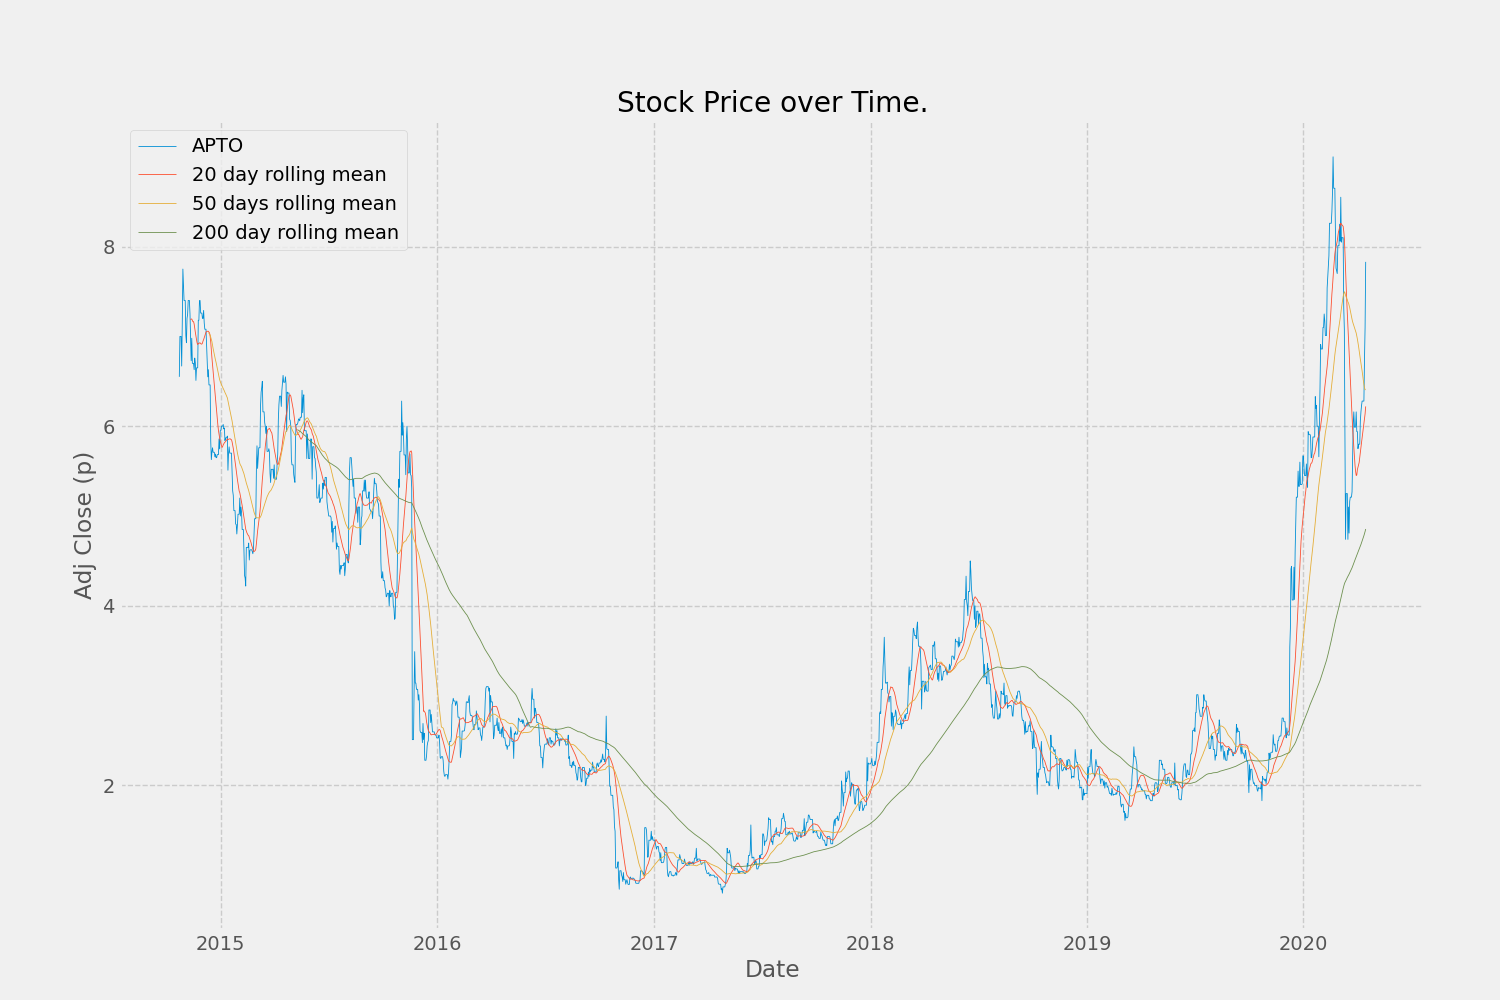 Stock Price over Time.
APTO
20 day rolling mean
50 days rolling mean
200 day rolling mean
8
6
4
2
Adj Close (p)
2015 2016 2017 2018 2019 2020
Date